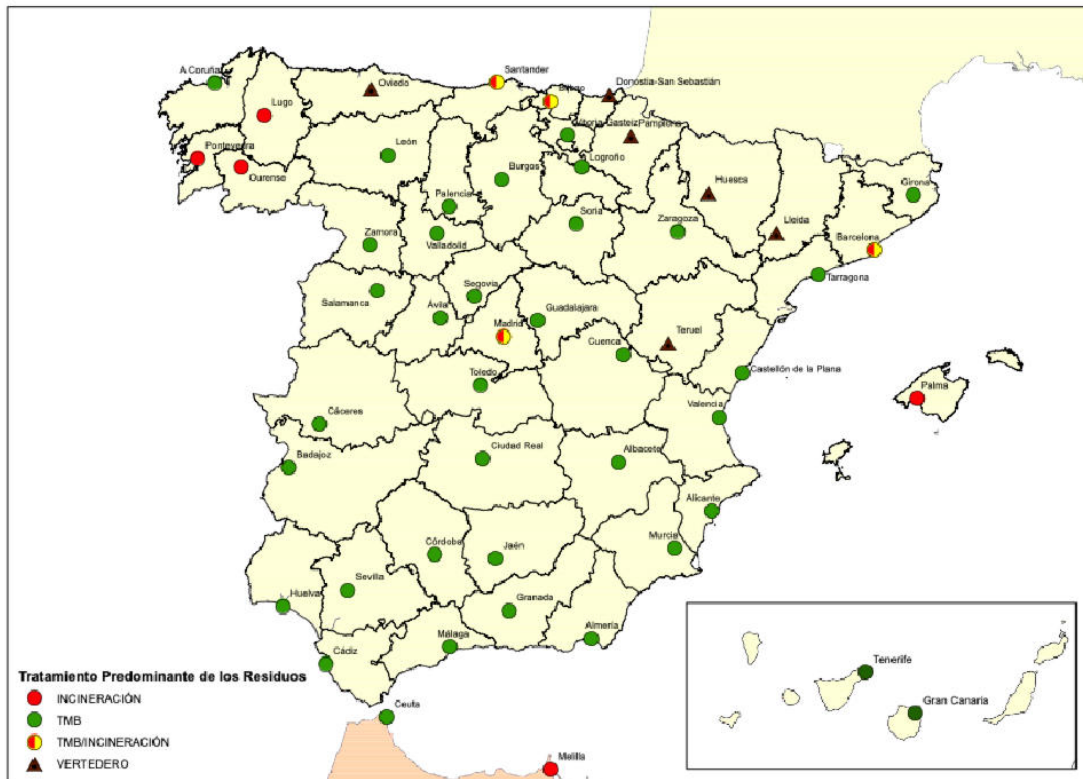 A Coruña
Lugo
Pontevedra
Ourense
Oviedo
Santander
Bilbao
Donostia-San Sebastián
Vitoria-Gasteiz
Pamplona
León
Burgos
Logroño
Palencia
Huesca
Lleida
Girona
Barcelona
Tarragona
Zamora
Valladolid
Soria
Zaragoza
Salamanca
Segovia
Ávila
Madrid
Guadalajara
Teruel
Cuenca
Castellón de la Plana
Toledo
Palma
Valencia
Cáceres
Badajoz
Ciudad Real
Albacete
Alicante
Murcia
Córdoba
Jaén
Huelva
Sevilla
Granada
Almería
Málaga
Cádiz
Ceuta
Melilla
Tenerife
Gran Canaria
Tratamiento Predominante de los Residuos
INCINERACIÓN
TMB
TMB/INCINERACIÓN
VERTEDERO